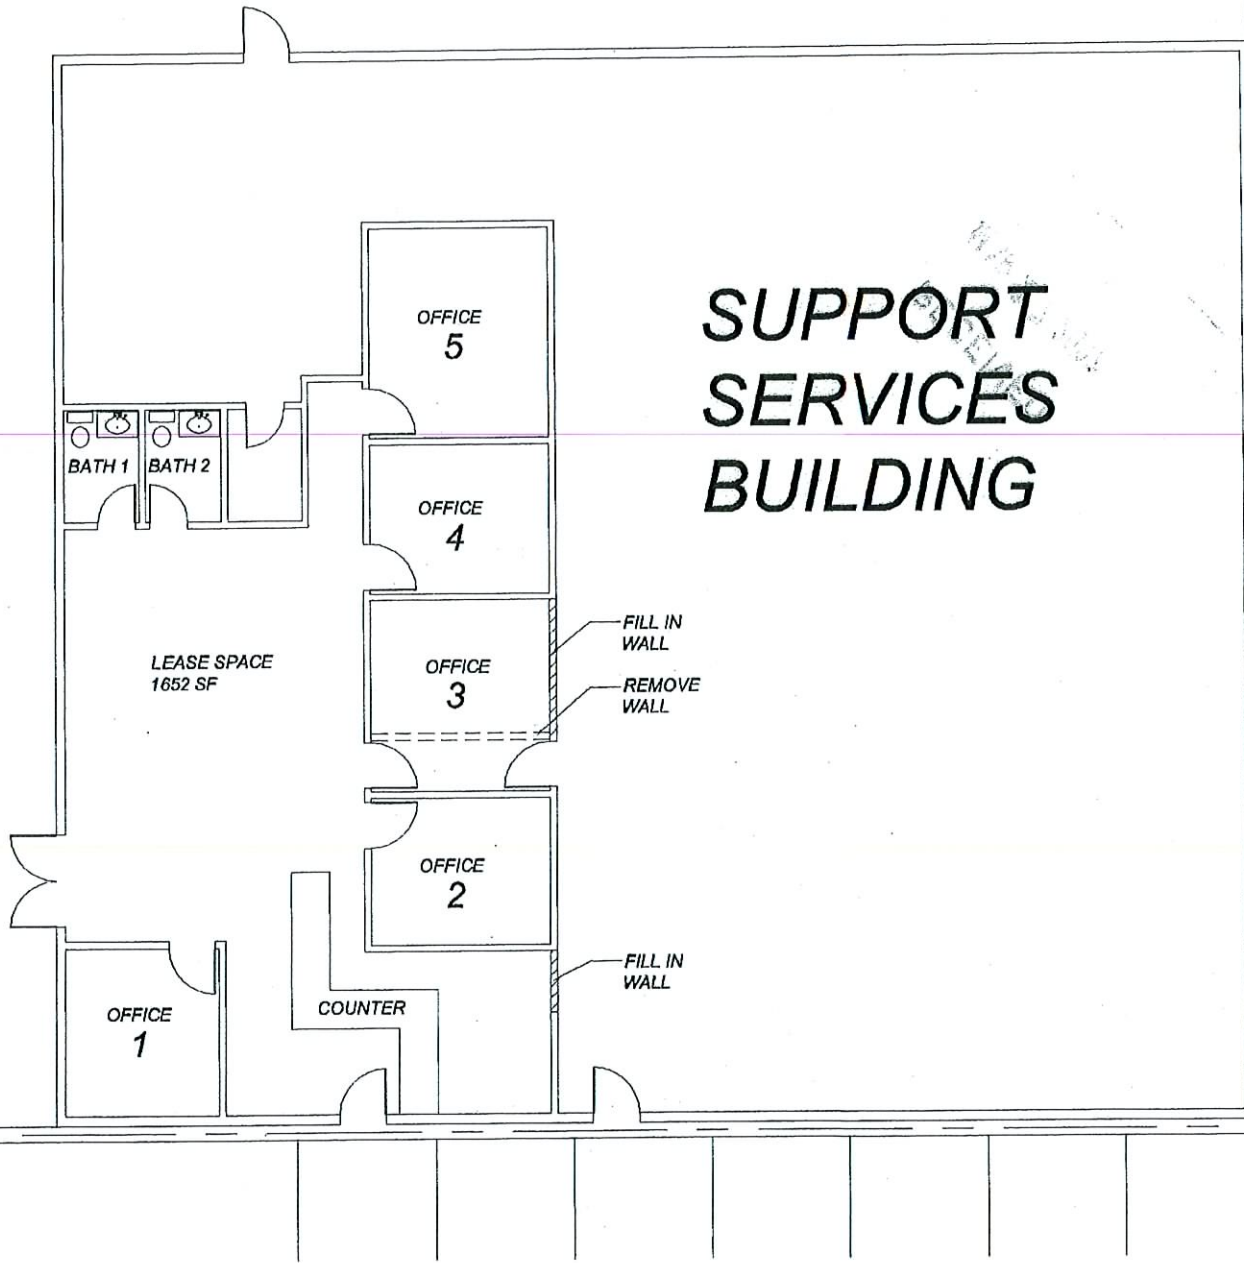 OFFICE
5
SUPPORT
SERVICES
BUILDING
BATH 1
BATH 2
OFFICE
4
FILL IN
WALL
LEASE SPACE
1652 SF
OFFICE
3
REMOVE
WALL
OFFICE
2
FILL IN
WALL
COUNTER
OFFICE
1